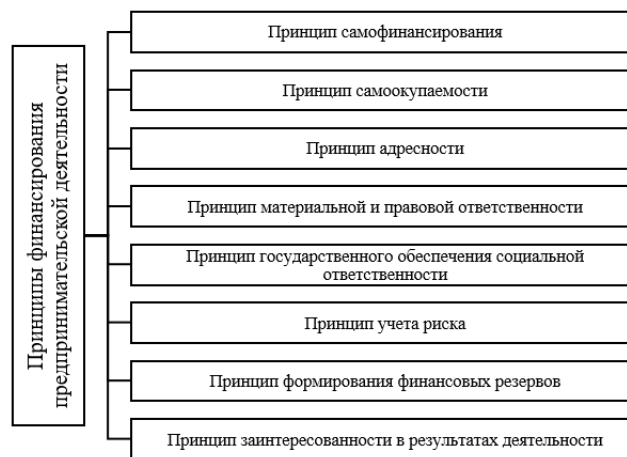 Принципы финансирования
предпринимательской деятельности
Принцип самофинансирования
Принцип самоокупаемости
Принцип адресности
Принцип материальной и правовой ответственности
Принцип государственного обеспечения социальной
ответственности
Принцип учета риска
Принцип формирования финансовых резервов
Принцип заинтересованности в результатах деятельности